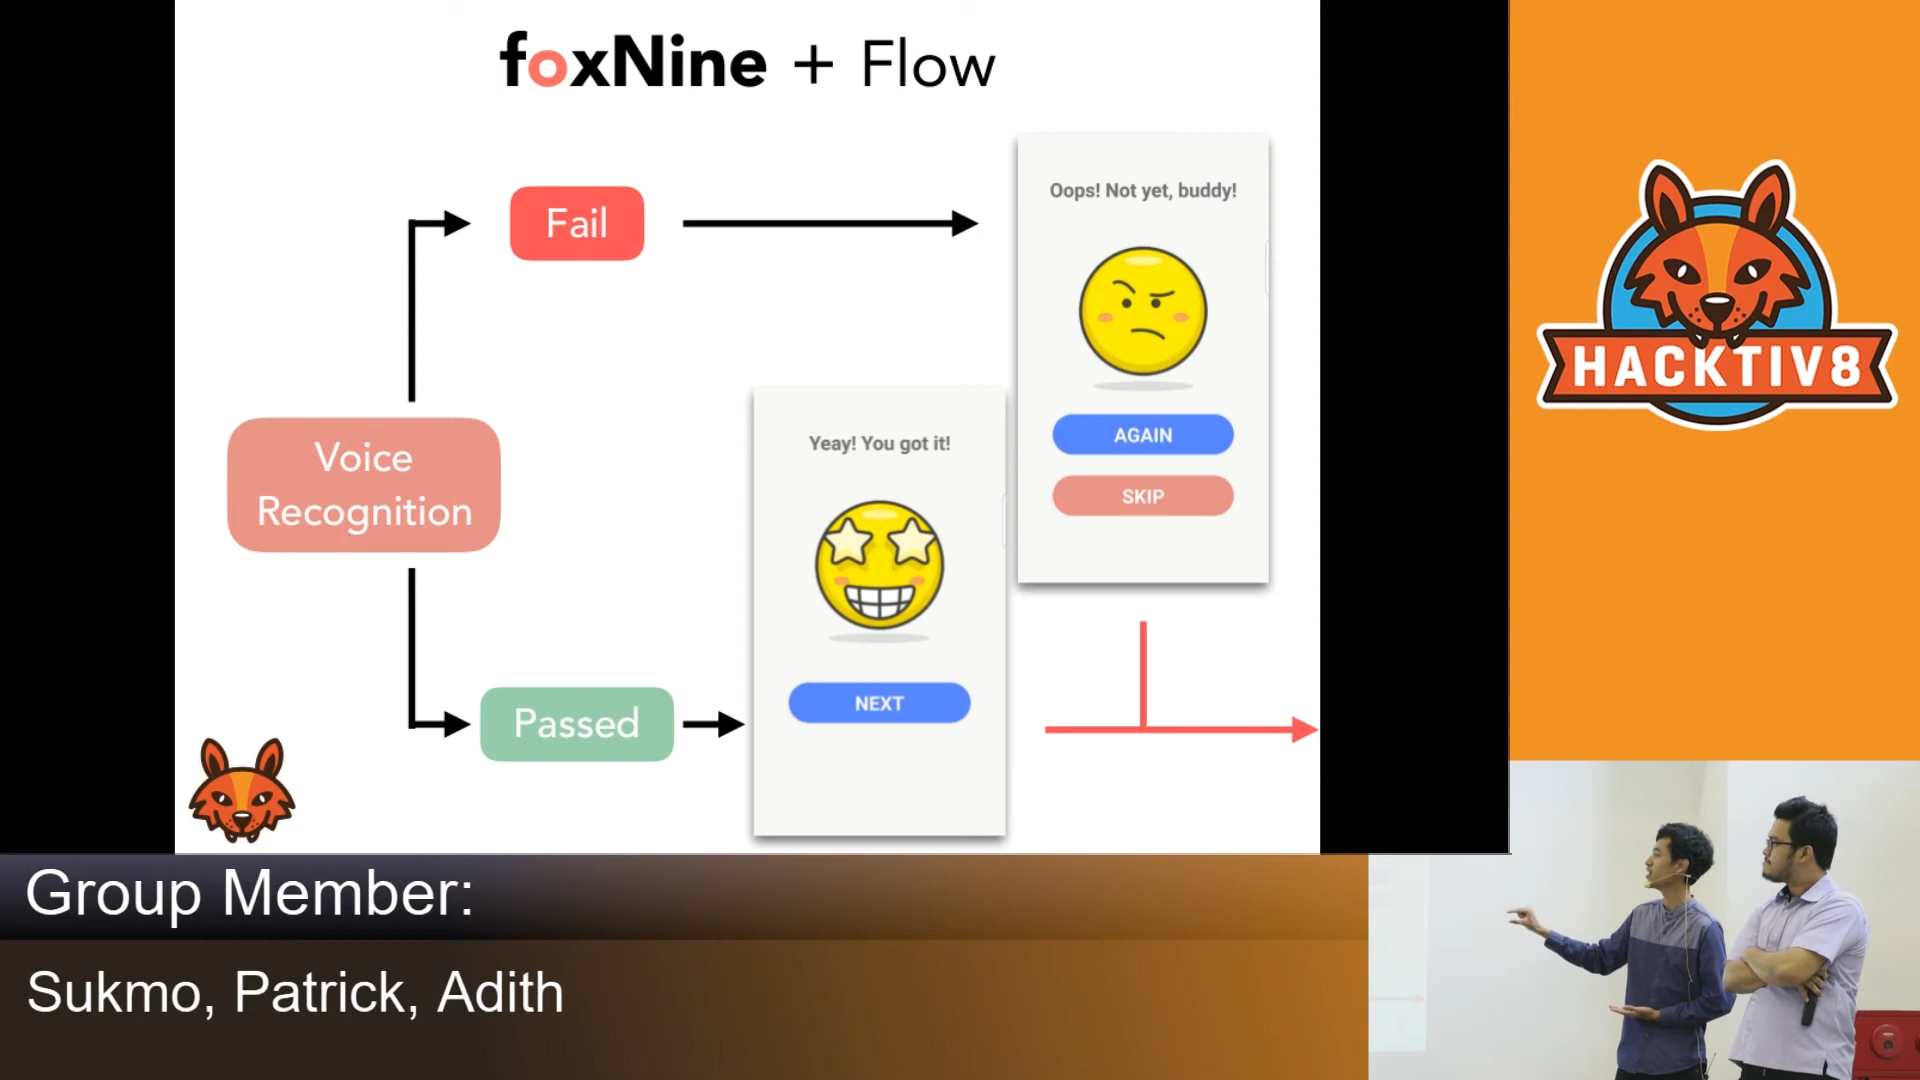 foxNine + Flow
Fail
Oops! Not yet, buddy!
AGAIN
SKIP
Voice
Recognition
Yeay! You got it!
NEXT
Passed
HACKTIV8
Group Member:
Sukmo, Patrick, Adith